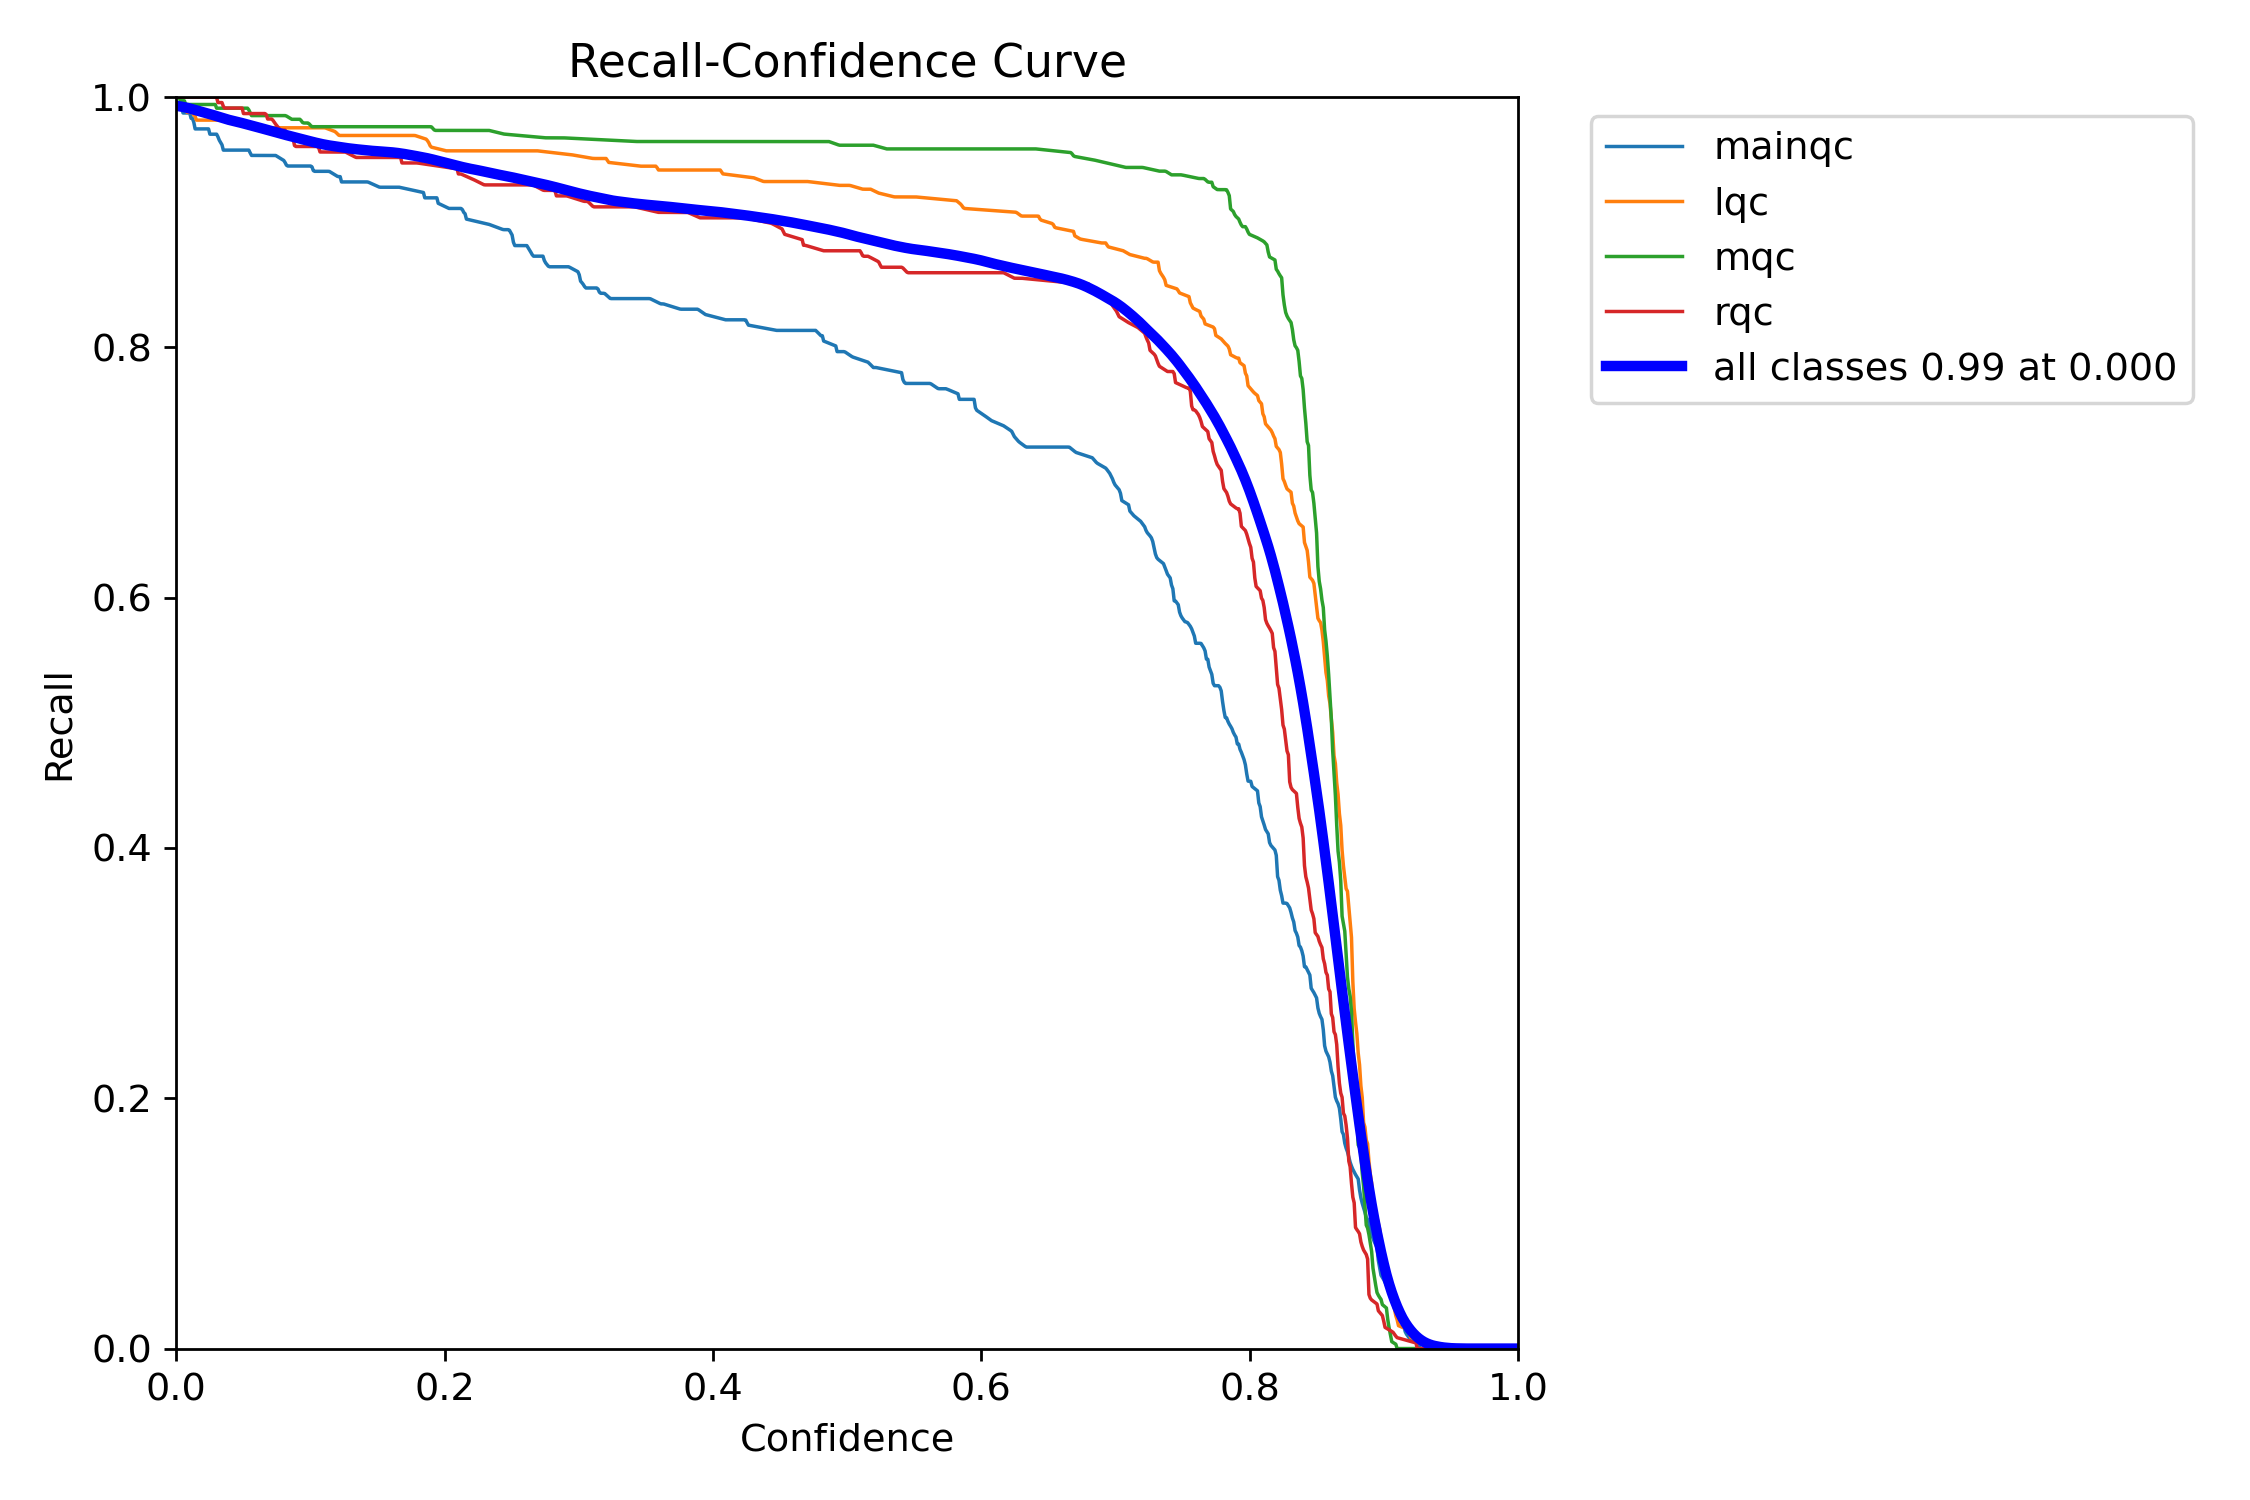 Recall-Confidence Curve
1.0
0.8
0.6
0.4
0.2
0.0
Recall
0.0 0.2 0.4 0.6 0.8 1.0
Confidence
mainqc
lqc
mqc
rqc
all classes 0.99 at 0.000